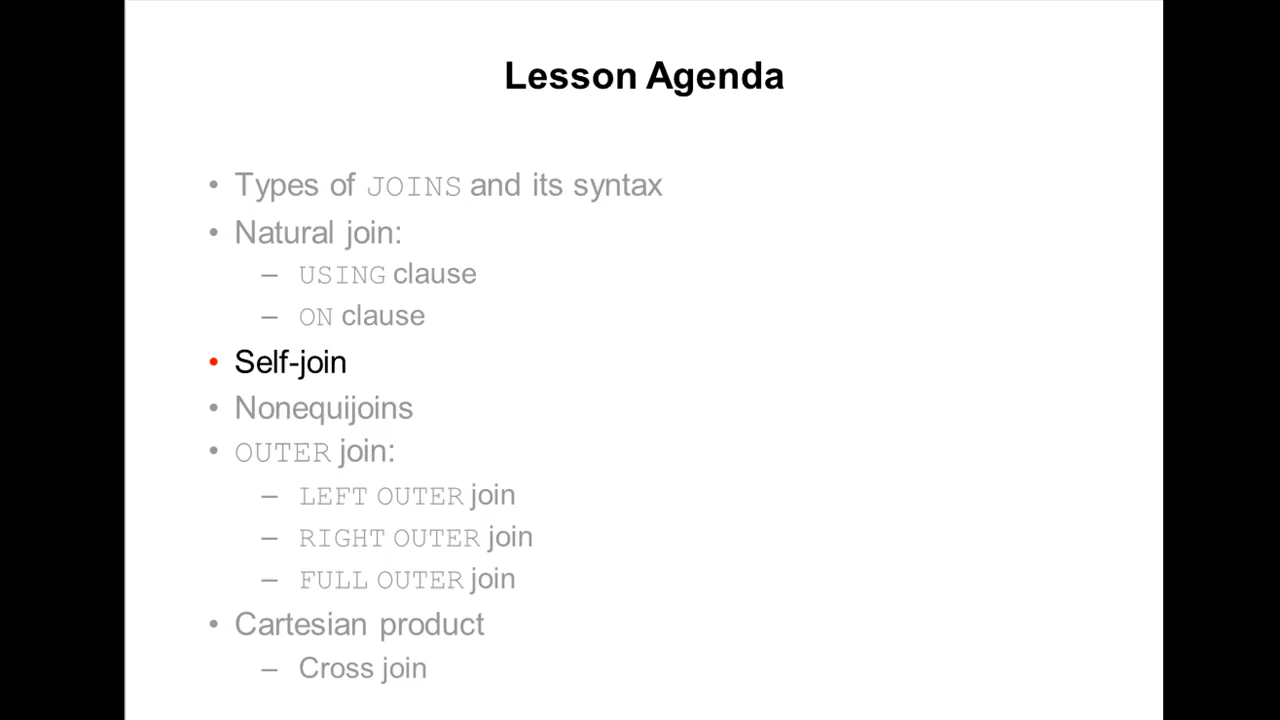 Lesson Agenda
• Types of JOINS and its syntax
• Natural join:
– USING clause
– ON clause
• Self-join
• Nonequijoins
• OUTER join:
– LEFT OUTER join
– RIGHT OUTER join
– FULL OUTER join
• Cartesian product
– Cross join